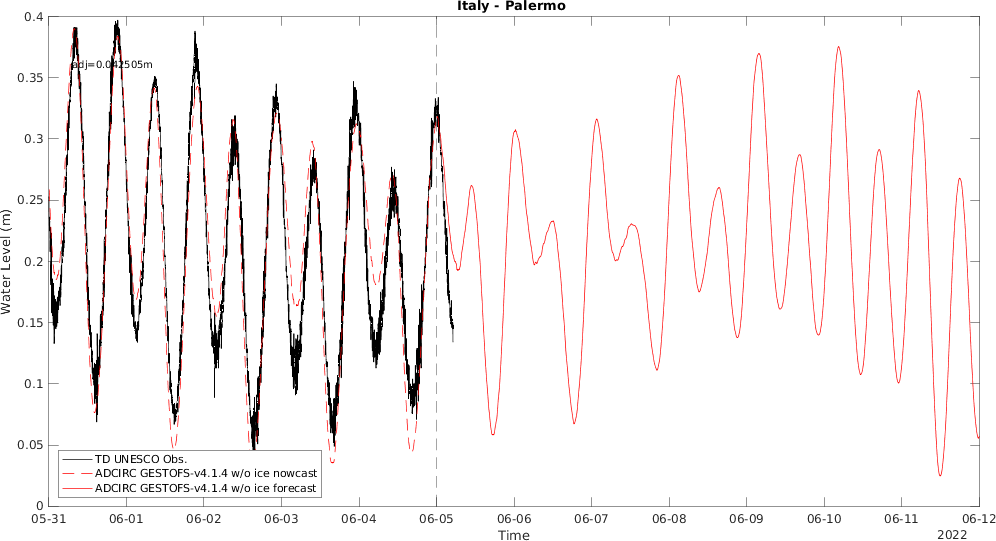 Italy - Palermo
adj=0.042505m
Water Level (m)
0.4
0.35
0.3
0.25
0.2
0.15
0.1
0.05
0
TD UNESCO Obs.
ADCIRC GESTOFS-v4.1.4 w/o ice nowcast
ADCIRC GESTOFS-v4.1.4 w/o ice forecast
05-31 06-01 06-02 06-03 06-04 06-05 06-06 06-07 06-08 06-09 06-10 06-11 06-12
Time
2022